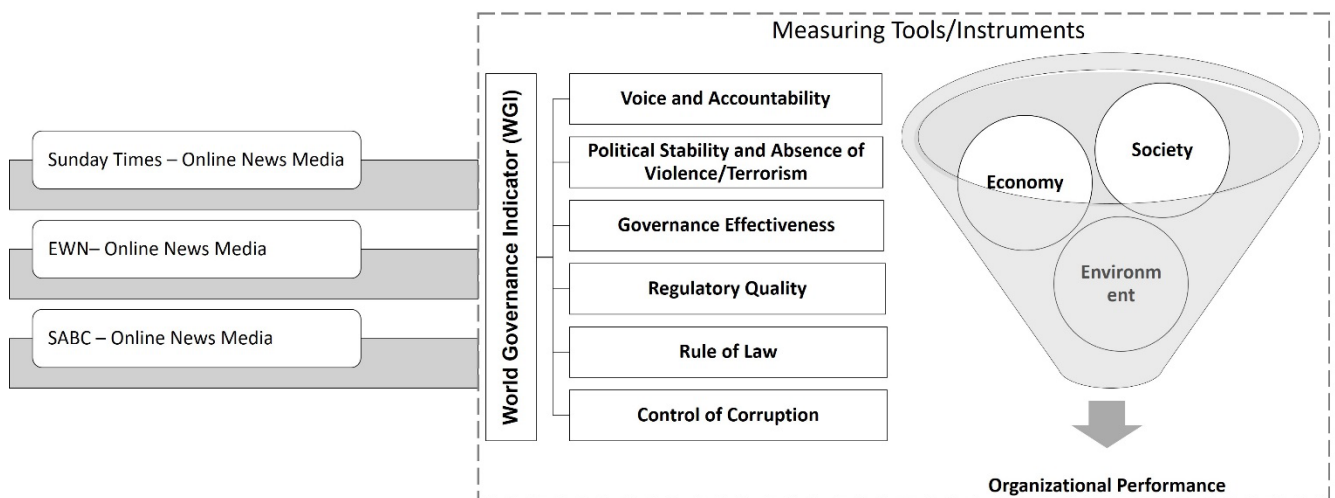 Measuring Tools/Instruments
Sunday Times – Online News Media
EWN– Online News Media
SABC – Online News Media
World Governance Indicator (WGI)
Voice and Accountability
Political Stability and Absence of
Violence/Terrorism
Governance Effectiveness
Regulatory Quality
Rule of Law
Control of Corruption
Economy
Society
Environm
ent
Organizational Performance